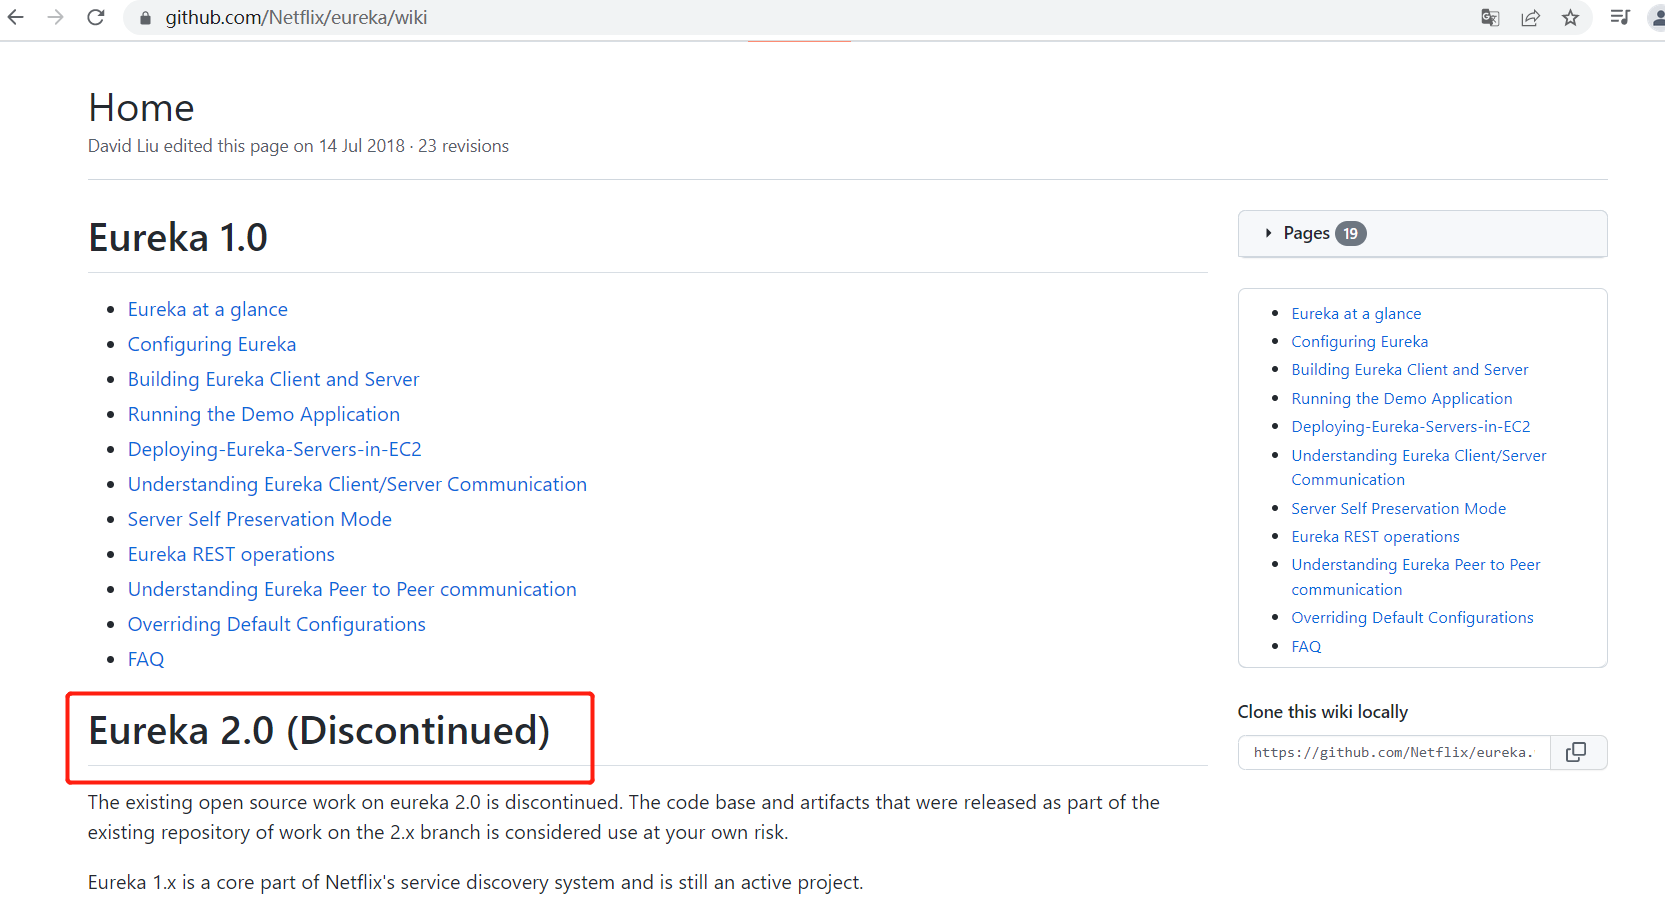 github.com/Netflix/eureka/wiki
Home
David Liu edited this page on 14 Jul 2018 · 23 revisions
Eureka 1.0
Eureka at a glance
Configuring Eureka
Building Eureka Client and Server
Running the Demo Application
Deploying-Eureka-Servers-in-EC2
Understanding Eureka Client/Server Communication
Server Self Preservation Mode
Eureka REST operations
Understanding Eureka Peer to Peer communication
Overriding Default Configurations
FAQ
Eureka 2.0 (Discontinued)
The existing open source work on eureka 2.0 is discontinued. The code base and artifacts that were released as part of the
existing repository of work on the 2.x branch is considered use at your own risk.
Eureka 1.x is a core part of Netflix's service discovery system and is still an active project.
Pages 19
Eureka at a glance
Configuring Eureka
Building Eureka Client and Server
Running the Demo Application
Deploying-Eureka-Servers-in-EC2
Understanding Eureka Client/Server
Communication
Server Self Preservation Mode
Eureka REST operations
Understanding Eureka Peer to Peer
communication
Overriding Default Configurations
FAQ
Clone this wiki locally
https://github.com/Netflix/eureka.